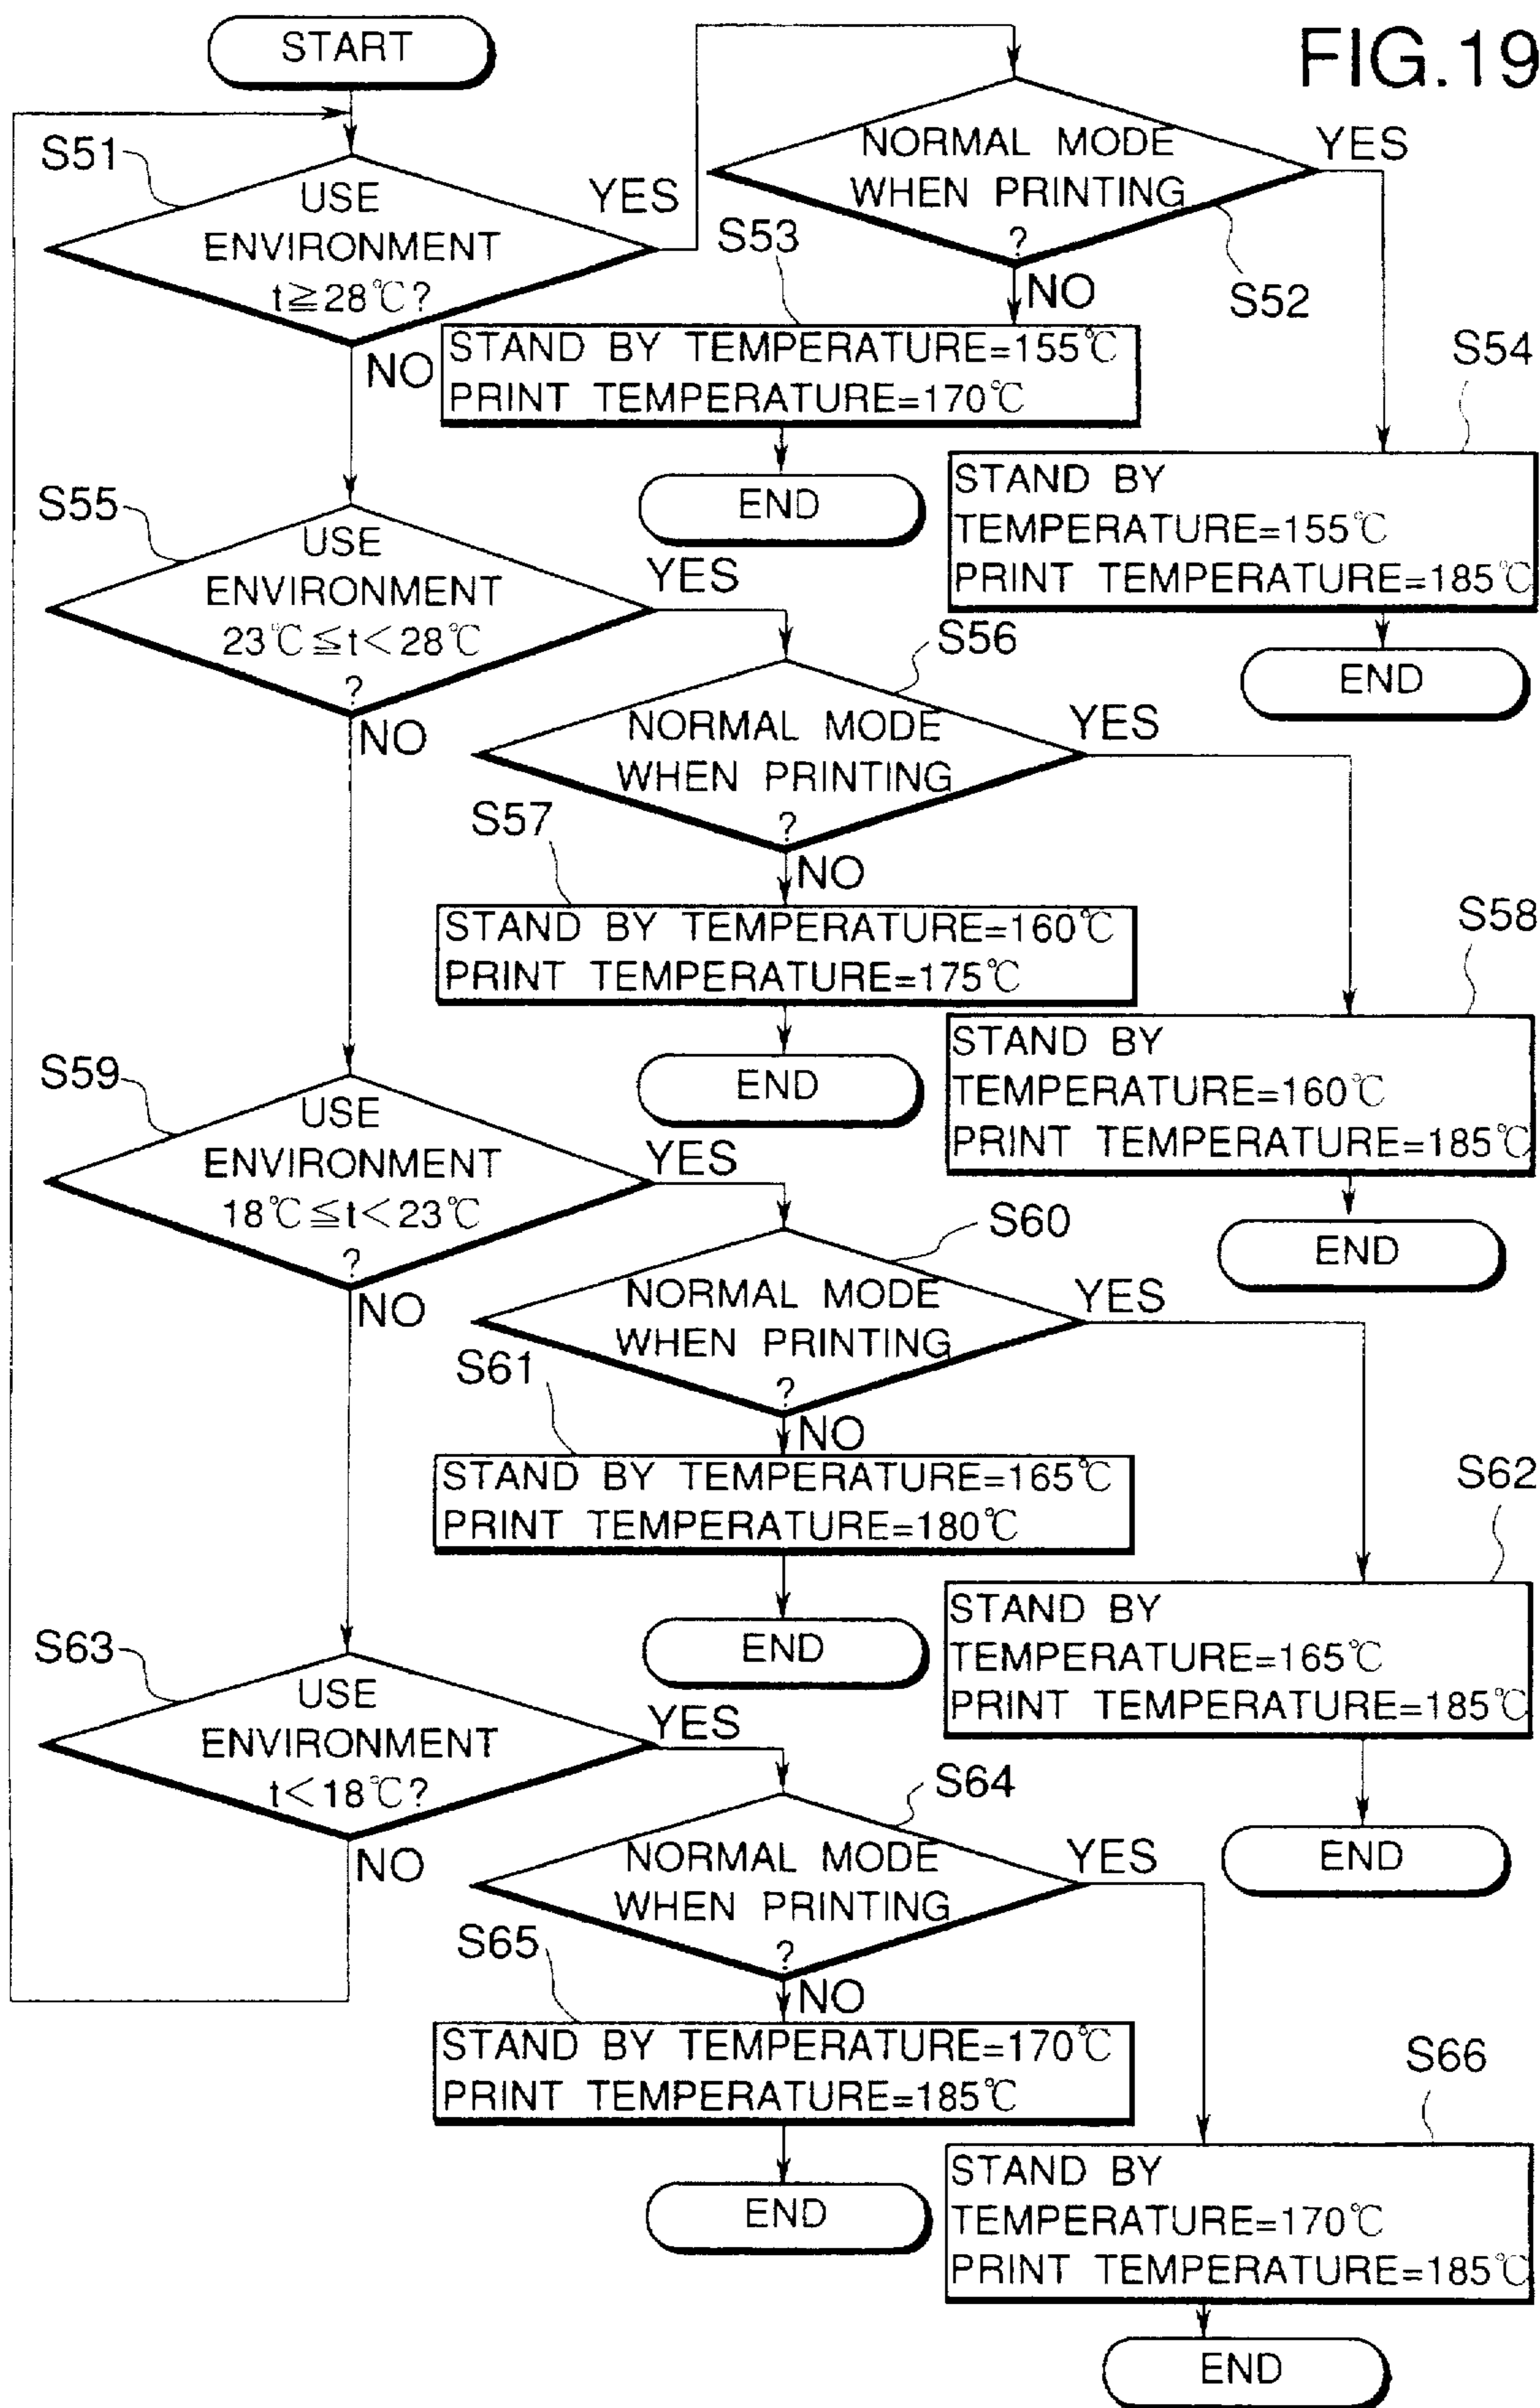 FIG.19
START
S51
USE
ENVIRONMENT
t≧28℃?
YES
NO
NORMAL MODE
WHEN PRINTING
?
S52
YES
NO
S53
STAND BY TEMPERATURE=155℃
PRINT TEMPERATURE=170℃
END
S54
STAND BY
TEMPERATURE=155℃
PRINT TEMPERATURE=185℃
END
S55
USE
ENVIRONMENT
23℃≦t<28℃
?
YES
NO
S56
NORMAL MODE
WHEN PRINTING
?
YES
NO
S57
STAND BY TEMPERATURE=160℃
PRINT TEMPERATURE=175℃
END
S58
STAND BY
TEMPERATURE=160℃
PRINT TEMPERATURE=185℃
END
S59
USE
ENVIRONMENT
18℃≦t<23℃
?
YES
NO
S60
NORMAL MODE
WHEN PRINTING
?
YES
NO
S61
STAND BY TEMPERATURE=165℃
PRINT TEMPERATURE=180℃
END
S62
STAND BY
TEMPERATURE=165℃
PRINT TEMPERATURE=185℃
END
S63
USE
ENVIRONMENT
t<18℃?
YES
NO
S64
NORMAL MODE
WHEN PRINTING
?
YES
NO
S65
STAND BY TEMPERATURE=170℃
PRINT TEMPERATURE=185℃
END
S66
STAND BY
TEMPERATURE=170℃
PRINT TEMPERATURE=185℃
END